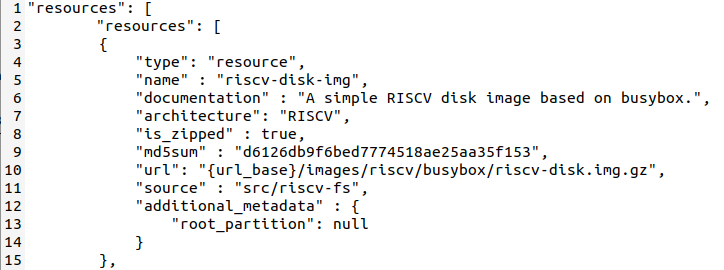 1 "resources": [
2 "resources": [
3 {
4 "type": "resource",
5 "name" : "riscv-disk-img",
6 "documentation" : "A simple RISCV disk image based on busybox.",
7 "architecture": "RISCV",
8 "is_zipped" : true,
9 "md5sum" : "d6126db9f6bed7774518ae25aa35f153",
10 "url": "{url_base}/images/riscv/busybox/riscv-disk.img.gz",
11 "source" : "src/riscv-fs",
12 "additional_metadata" : {
13 "root_partition": null
14 }
15 },